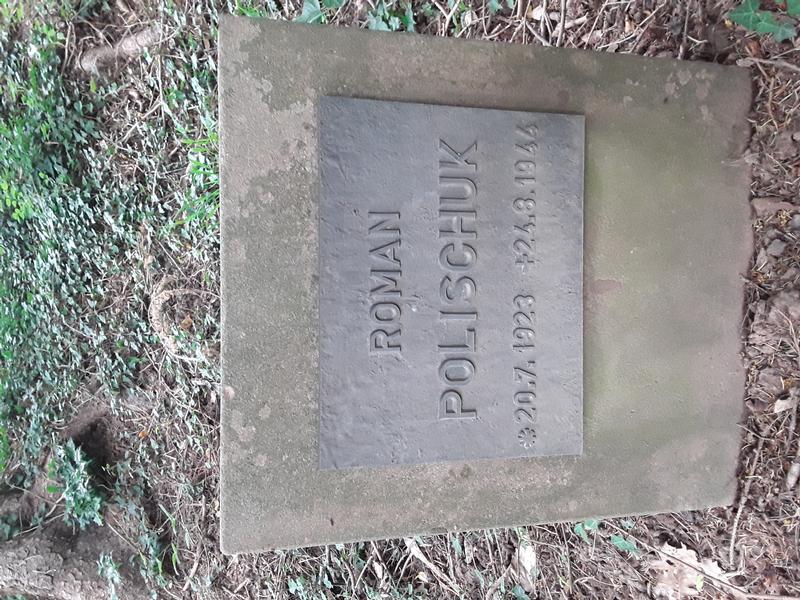 ROMAN
POLISCHUK
*20.7.1923 +24.8.1944